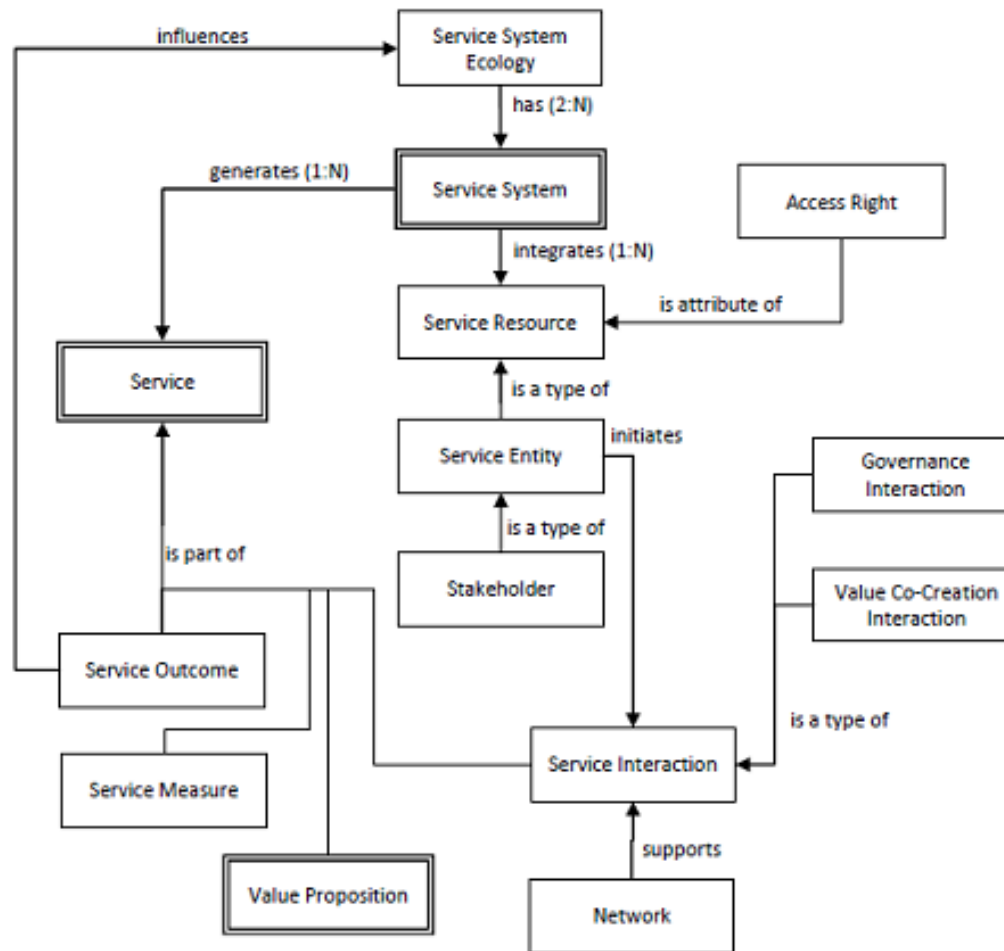 influences
Service System
Ecology
has (2:N)
generates (1:N)
Service System
Access Right
integrates (1:N)
Service Resource
is attribute of
Service
is a type of
Service Entity
initiates
Governance
Interaction
is a type of
is part of
Stakeholder
Value Co-Creation
Interaction
Service Outcome
is a type of
Service Interaction
Service Measure
supports
Value Proposition
Network